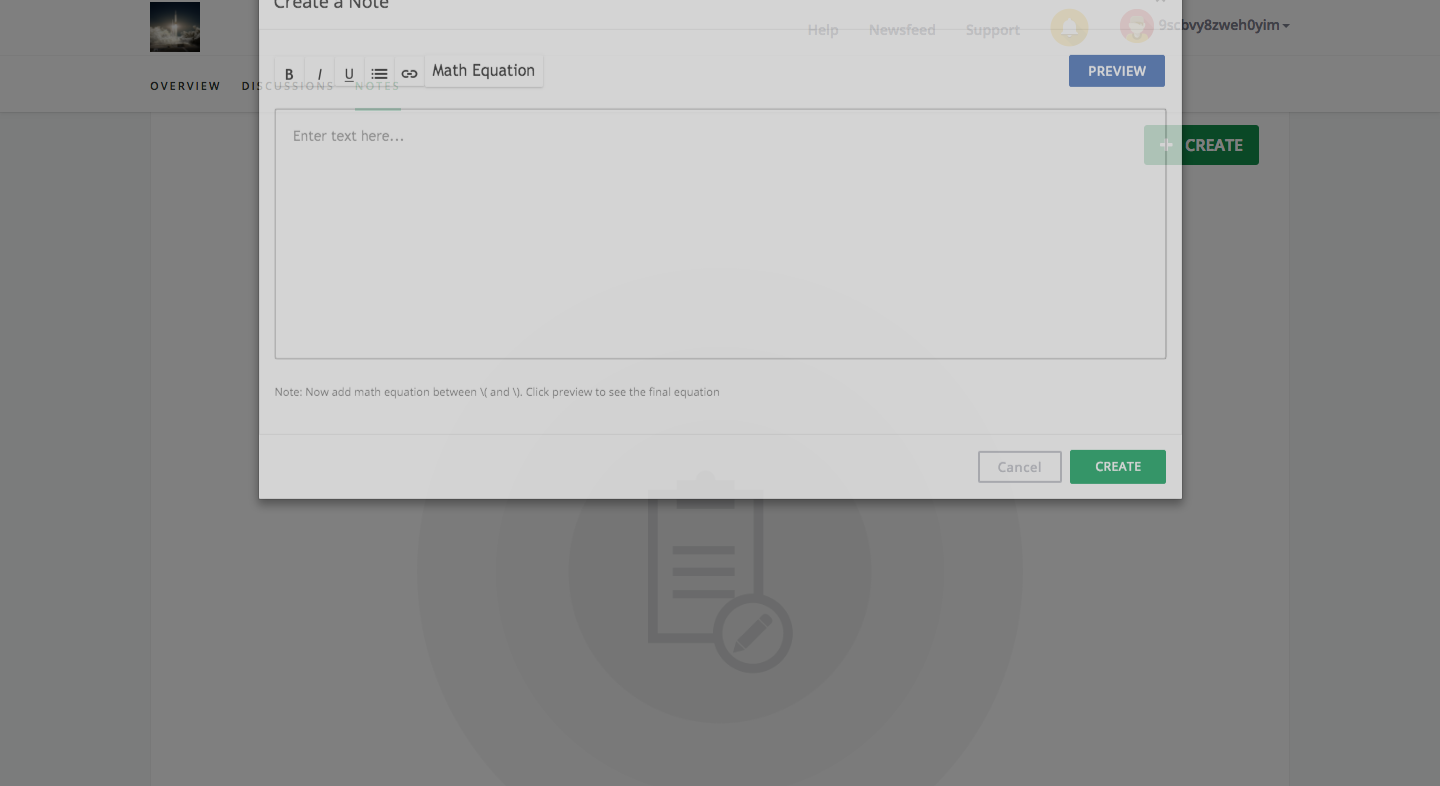 Create a Note
Help Newsfeed Support 9scbvy8zweh0yim
B I U Math Equation PREVIEW
OVERVIEW DISCUSSIONS NOTES
Enter text here...
+ CREATE
Note: Now add math equation between \( and \). Click preview to see the final equation
Cancel CREATE